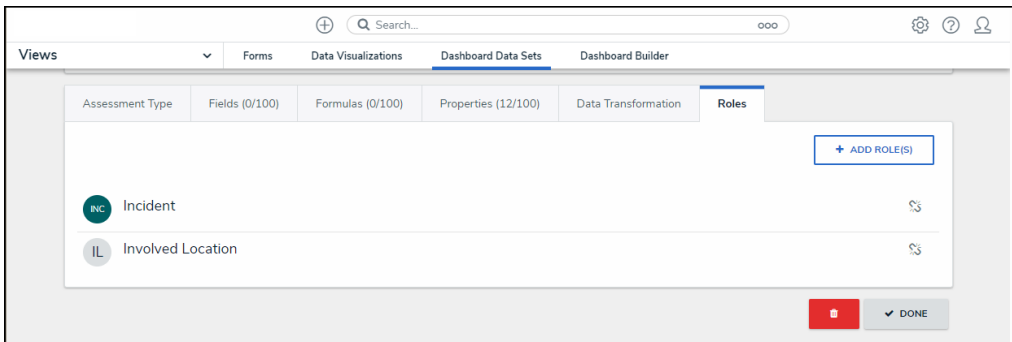 Search...
Views Forms Data Visualizations Dashboard Data Sets Dashboard Builder
Assessment Type Fields (0/100) Formulas (0/100) Properties (12/100) Data Transformation Roles
+ ADD ROLE(S)
INC Incident
IL Involved Location
DONE